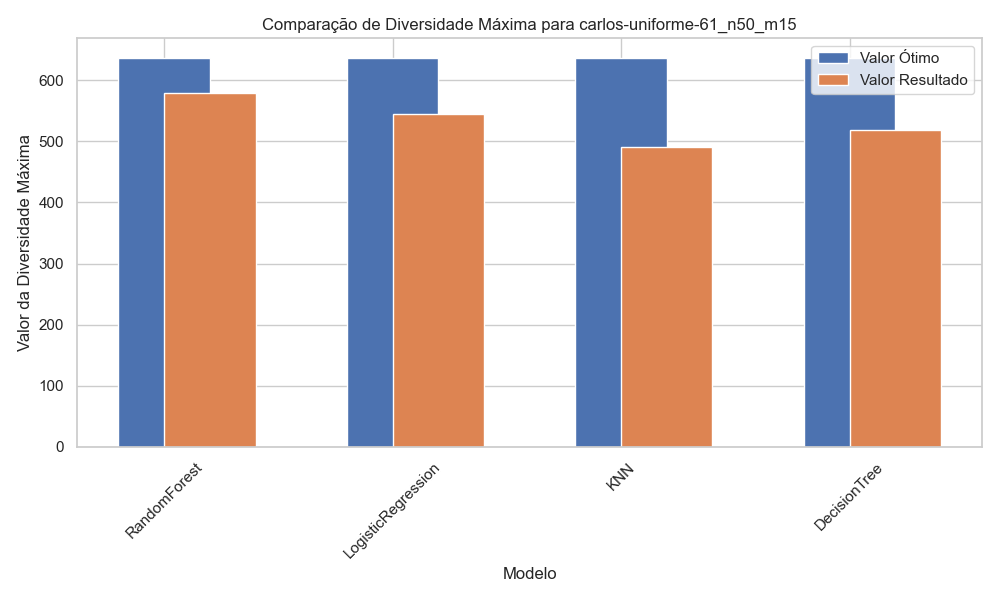 Comparação de Diversidade Máxima para carlos-uniforme-61_n50_m15
Valor Ótimo
Valor Resultado
Valor da Diversidade Máxima
600
500
400
300
200
100
0
RandomForest
LogisticRegression
KNN
DecisionTree
Modelo